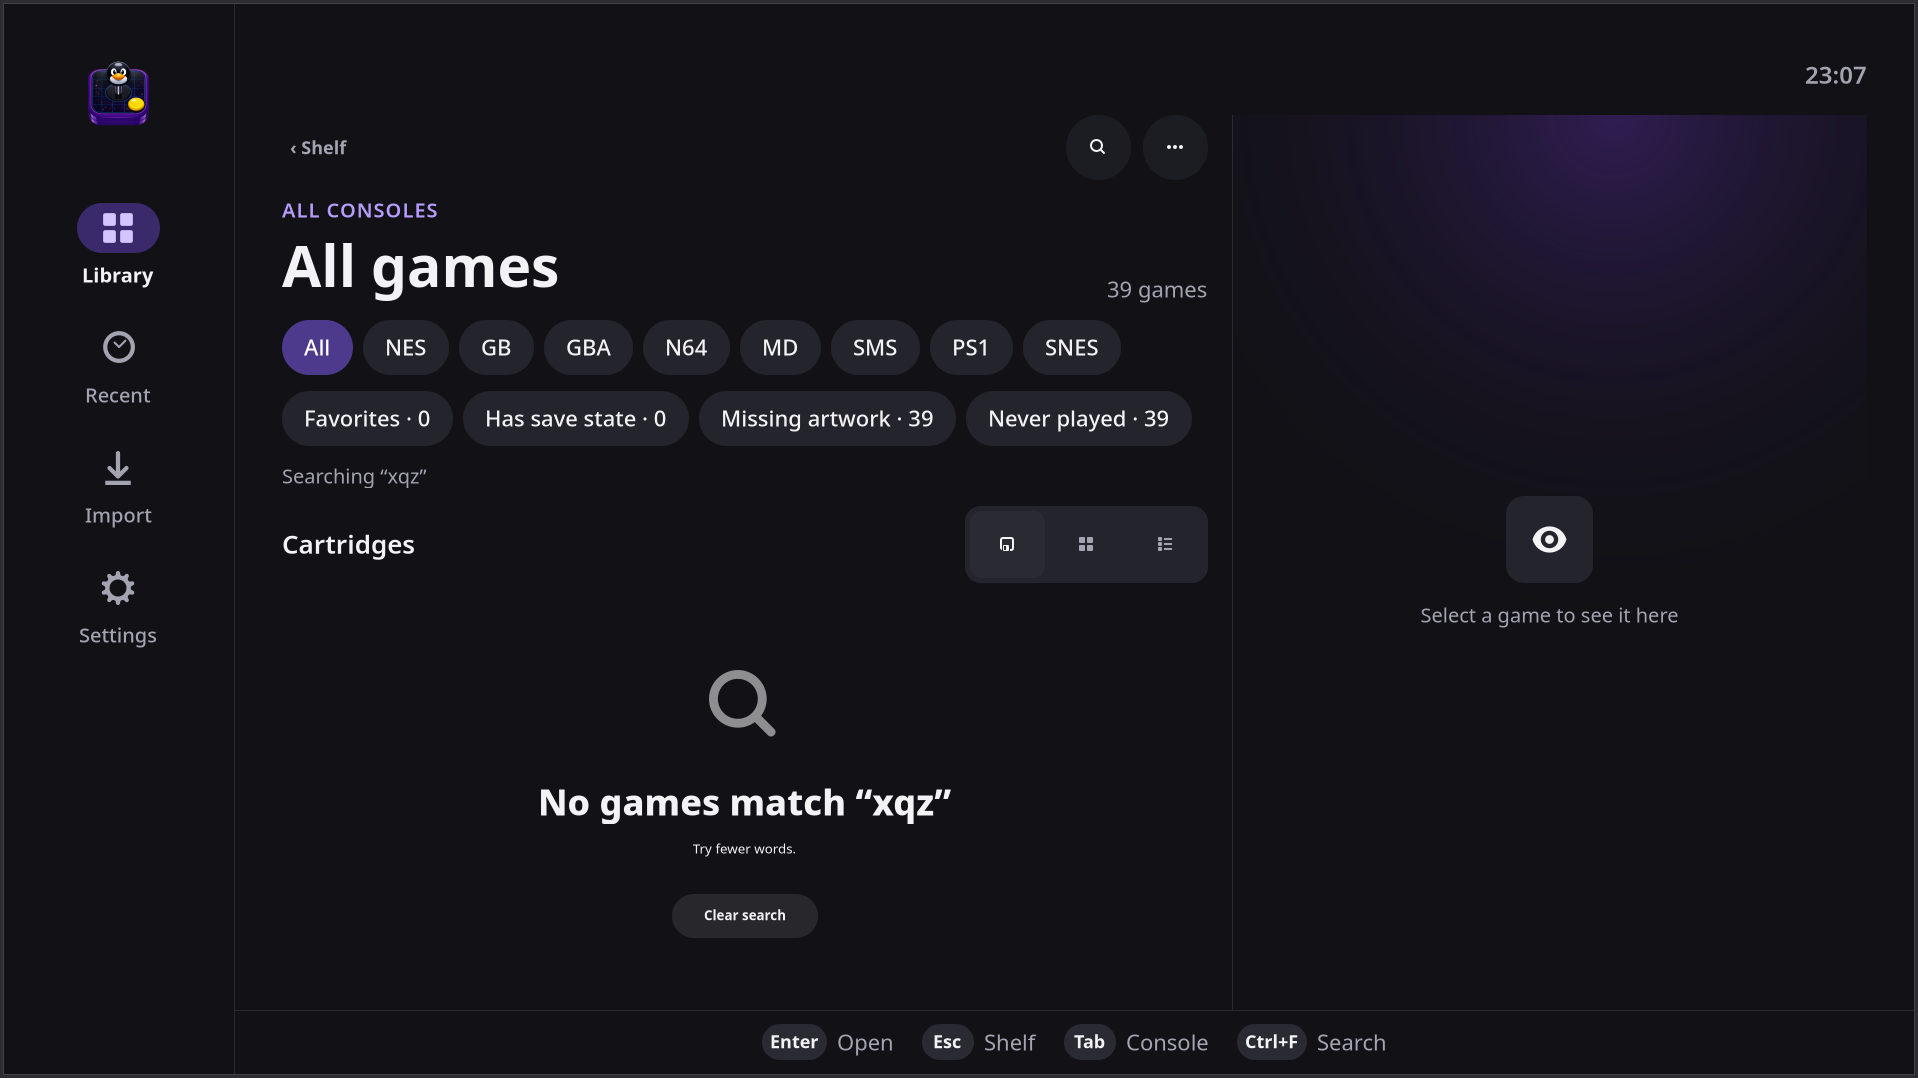 23:07
‹ Shelf
ALL CONSOLES
All games
39 games
Library
Recent
Import
Settings
All NES GB GBA N64 MD SMS PS1 SNES
Favorites · 0 Has save state · 0 Missing artwork · 39 Never played · 39
Searching “xqz”
Cartridges
No games match “xqz”
Try fewer words.
Clear search
Select a game to see it here
Enter Open Esc Shelf Tab Console Ctrl+F Search